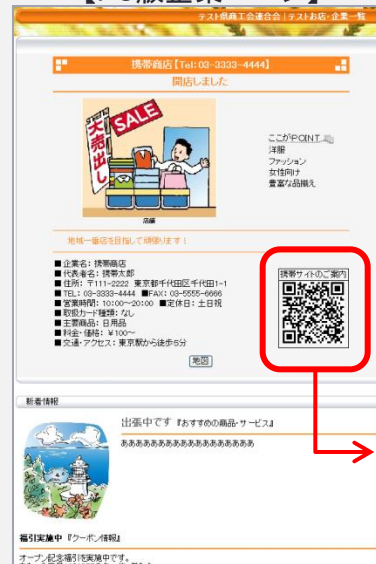 テスト県商工会連合会 | テストお店・企業一覧
携帯商店【Tel:03-3333-4444】
開店しました
大売出し
SALE
店舗
ここがPOINT
洋服
ファッション
女性向け
豊富な品揃え
地域一番店を目指して頑張ります！
■企業名：携帯商店
■代表者名：携帯太郎
■住所：〒111-2222 東京都千代田区千代田1-1
■TEL：03-3333-4444 ■FAX：03-5555-6666
■営業時間：10:00～20:00 ■定休日：土日祝
■取扱カード種類：なし
■主要商品：日用品
■料金・価格：￥100～
■交通・アクセス：東京駅から徒歩5分
携帯サイトのご案内
地図
新着情報
出張中です『おすすめの商品・サービス』
ああああああああああああああああああ
福引実施中『クーポン情報』
オープン記念福引を実施中です。